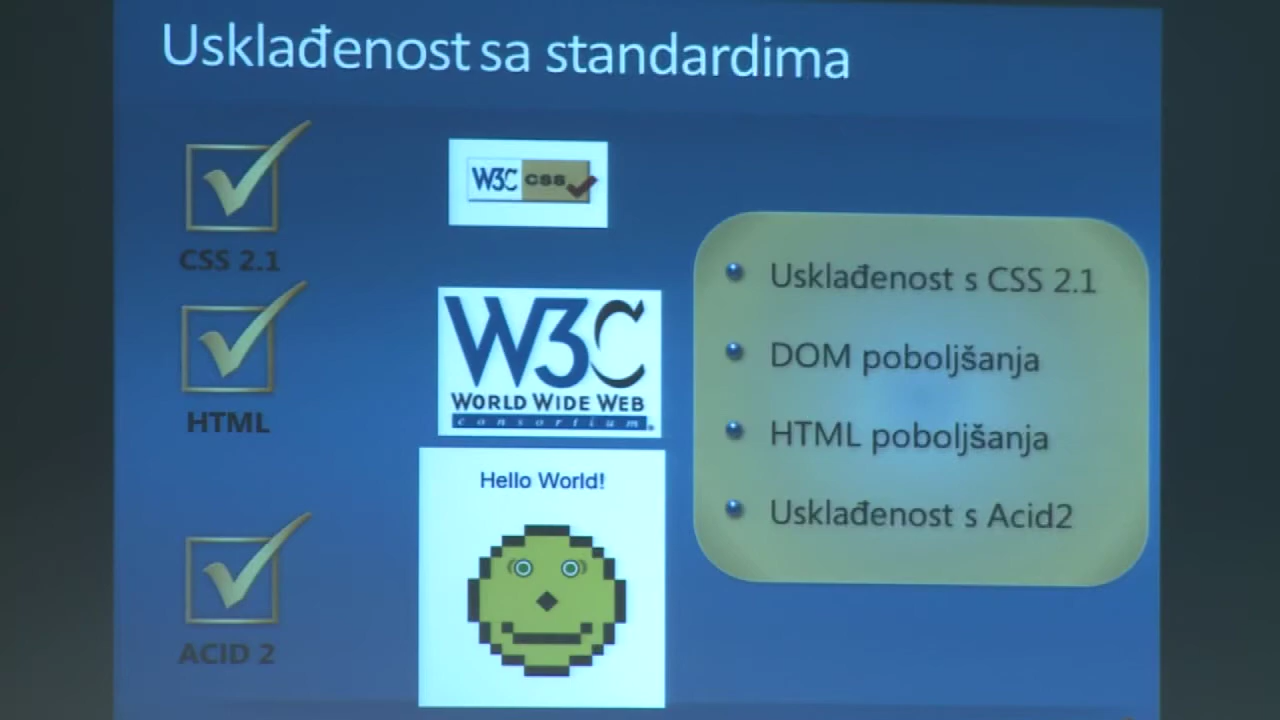 Usklađenost sa standardima
CSS 2.1
W3C css
HTML
W3C
WORLD WIDE WEB
consortium
ACID 2
Hello World!
Usklađenost s CSS 2.1
DOM poboljšanja
HTML poboljšanja
Usklađenost s Acid2